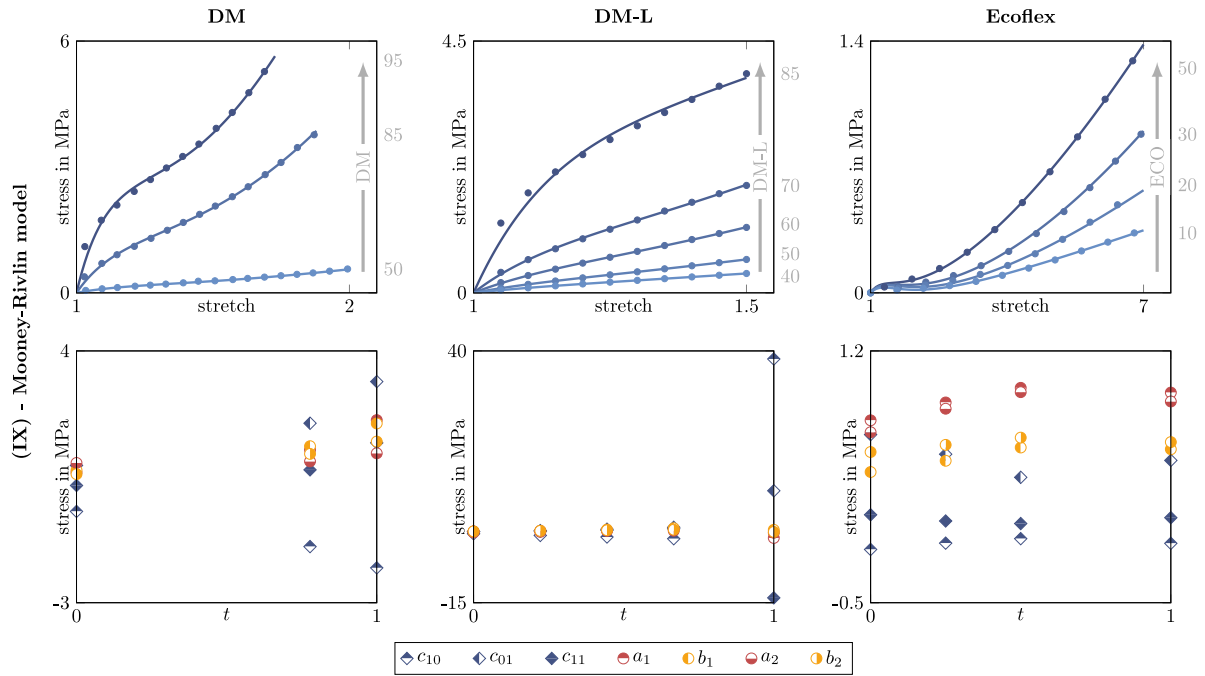 DM
DM-L
Ecoflex
(IX) - Mooney-Rivlin model
6
0
stress in MPa
1
stretch
2
95
85
50
DM
4.5
0
stress in MPa
1
stretch
1.5
85
70
60
50
40
DM-L
1.4
0
stress in MPa
1
stretch
7
50
30
20
10
ECO
4
-3
stress in MPa
0
t
1
40
-15
stress in MPa
0
t
1
1.2
-0.5
stress in MPa
0
t
1
c10 c01 c11 a1 b1 a2 b2